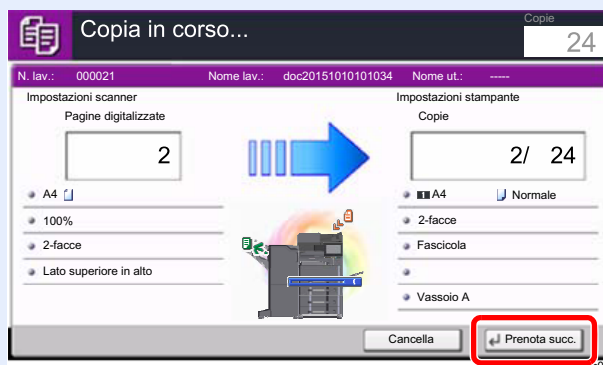 Copia in corso...
Copie
24
N. lav.: 000021 Nome lav.: doc20151010101034 Nome ut.: -----
Impostazioni scanner
Pagine digitalizzate
2
A4
100%
2-facce
Lato superiore in alto
Impostazioni stampante
Copie
2/ 24
1 A4 Normale
2-facce
Fascicola
Vassoio A
Cancella
Prenota succ.